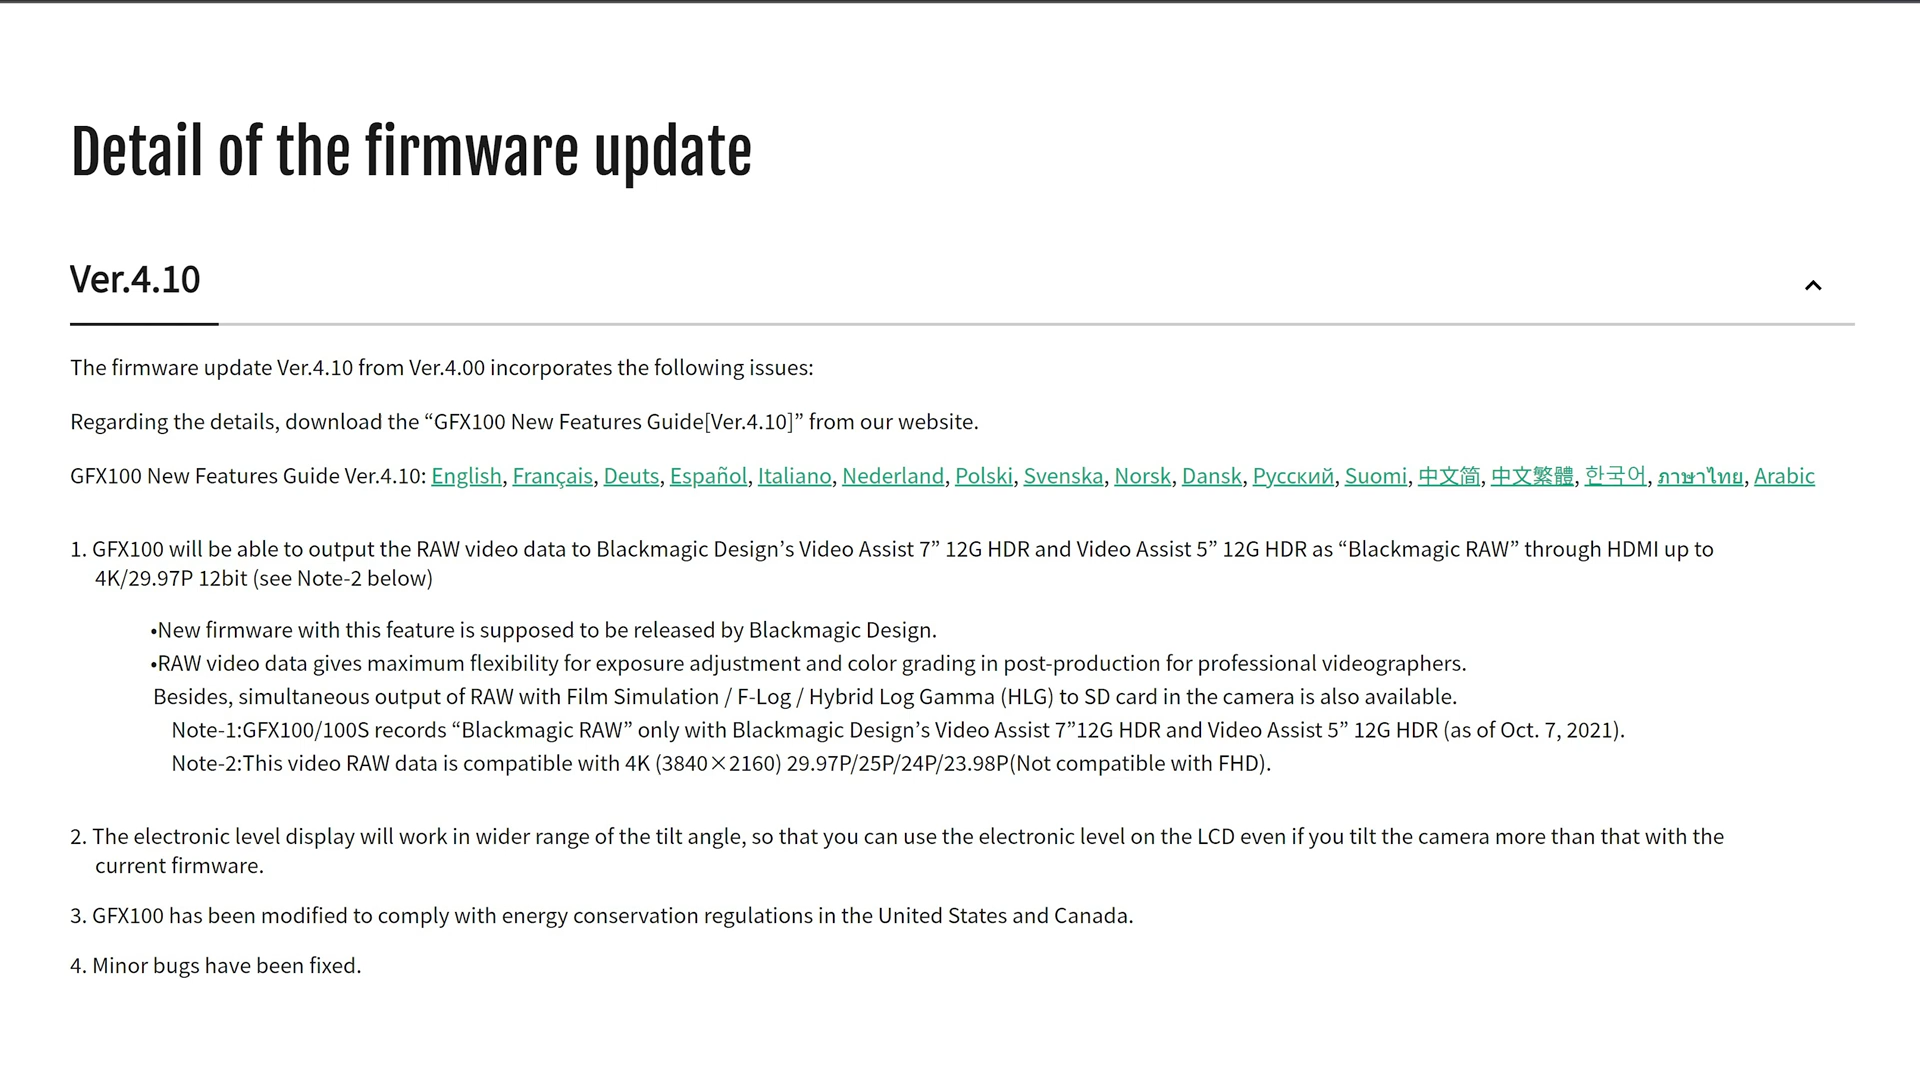 Detail of the firmware update
Ver.4.10
The firmware update Ver.4.10 from Ver.4.00 incorporates the following issues:
Regarding the details, download the “GFX100 New Features Guide[Ver.4.10]” from our website.
GFX100 New Features Guide Ver.4.10: English, Français, Deuts, Español, Italiano, Nederland, Polski, Svenska, Norsk, Dansk, Русский, Suomi, 中文简, 中文繁體, 한국어, ภาษาไทย, Arabic
1. GFX100 will be able to output the RAW video data to Blackmagic Design’s Video Assist 7” 12G HDR and Video Assist 5” 12G HDR as “Blackmagic RAW” through HDMI up to
4K/29.97P 12bit (see Note-2 below)
•New firmware with this feature is supposed to be released by Blackmagic Design.
•RAW video data gives maximum flexibility for exposure adjustment and color grading in post-production for professional videographers.
Besides, simultaneous output of RAW with Film Simulation / F-Log / Hybrid Log Gamma (HLG) to SD card in the camera is also available.
Note-1:GFX100/100S records “Blackmagic RAW” only with Blackmagic Design’s Video Assist 7”12G HDR and Video Assist 5” 12G HDR (as of Oct. 7, 2021).
Note-2:This video RAW data is compatible with 4K (3840×2160) 29.97P/25P/24P/23.98P(Not compatible with FHD).
2. The electronic level display will work in wider range of the tilt angle, so that you can use the electronic level on the LCD even if you tilt the camera more than that with the
current firmware.
3. GFX100 has been modified to comply with energy conservation regulations in the United States and Canada.
4. Minor bugs have been fixed.